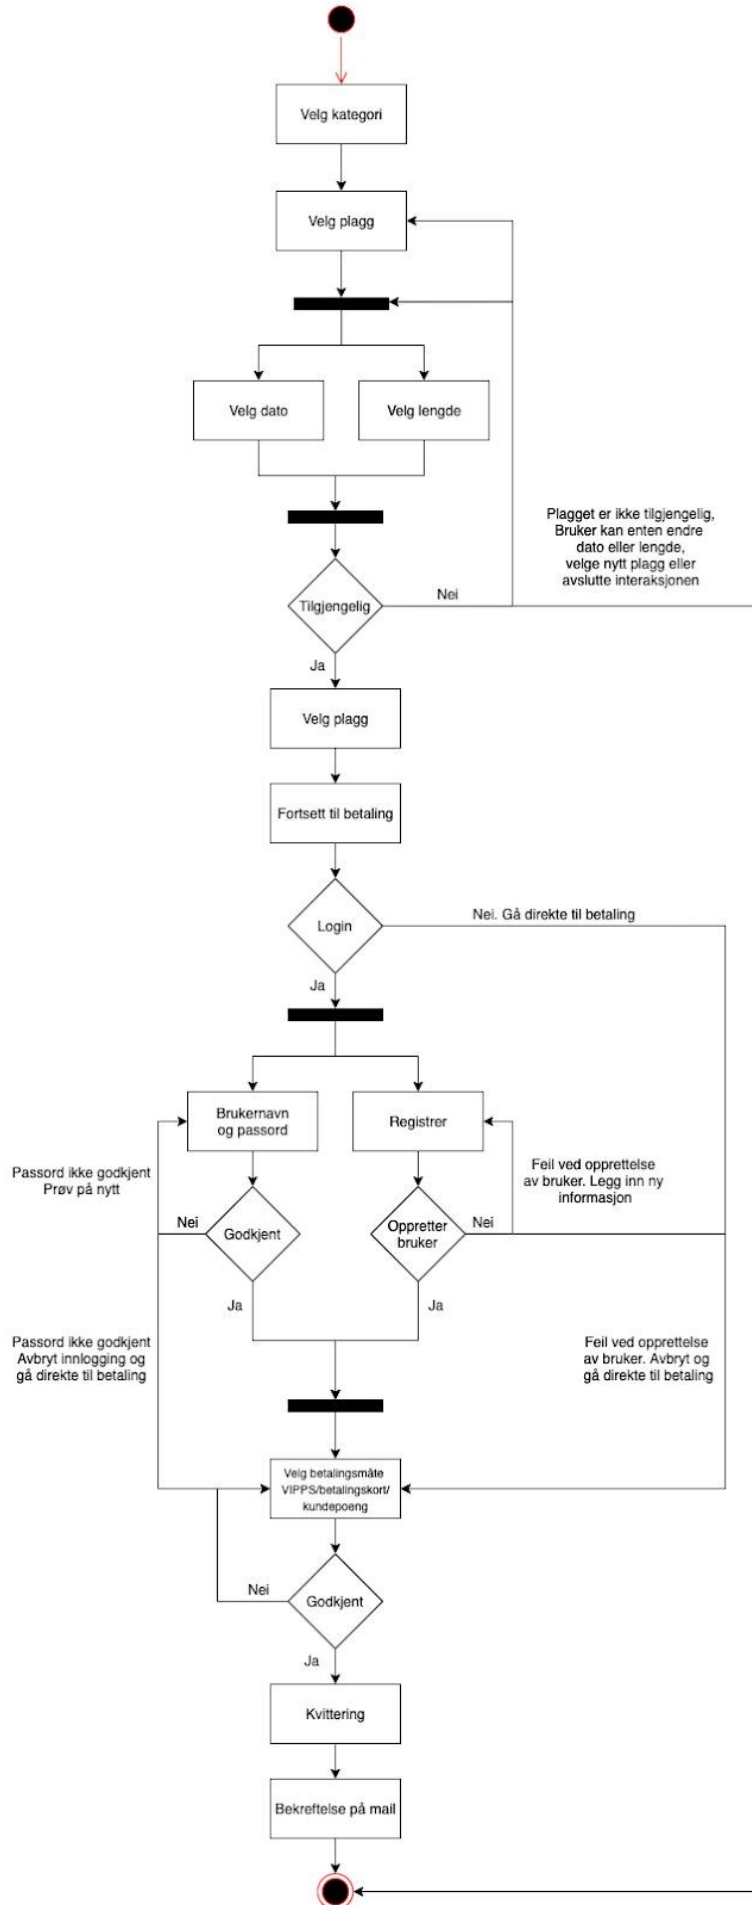 Velg kategori
Velg plagg
Velg dato
Velg lengde
Plagget er ikke tilgjengelig,
Bruker kan enten endre
dato eller lengde,
velge nytt plagg eller
avslutte interaksjonen
Tilgjengelig
Nei
Ja
Velg plagg
Fortsett til betaling
Login
Nei. Gå direkte til betaling
Ja
Brukernavn
og passord
Registrer
Passord ikke godkjent
Prøv på nytt
Feil ved opprettelse
av bruker. Legg inn ny
informasjon
Nei
Godkjent
Oppretter
bruker
Nei
Ja
Ja
Passord ikke godkjent
Avbryt innlogging og
gå direkte til betaling
Feil ved opprettelse
av bruker. Avbryt og
gå direkte til betaling
Velg betalingsmåte
VIPPS/betalingskort/
kundepoeng
Nei
Godkjent
Ja
Kvittering
Bekreftelse på mail